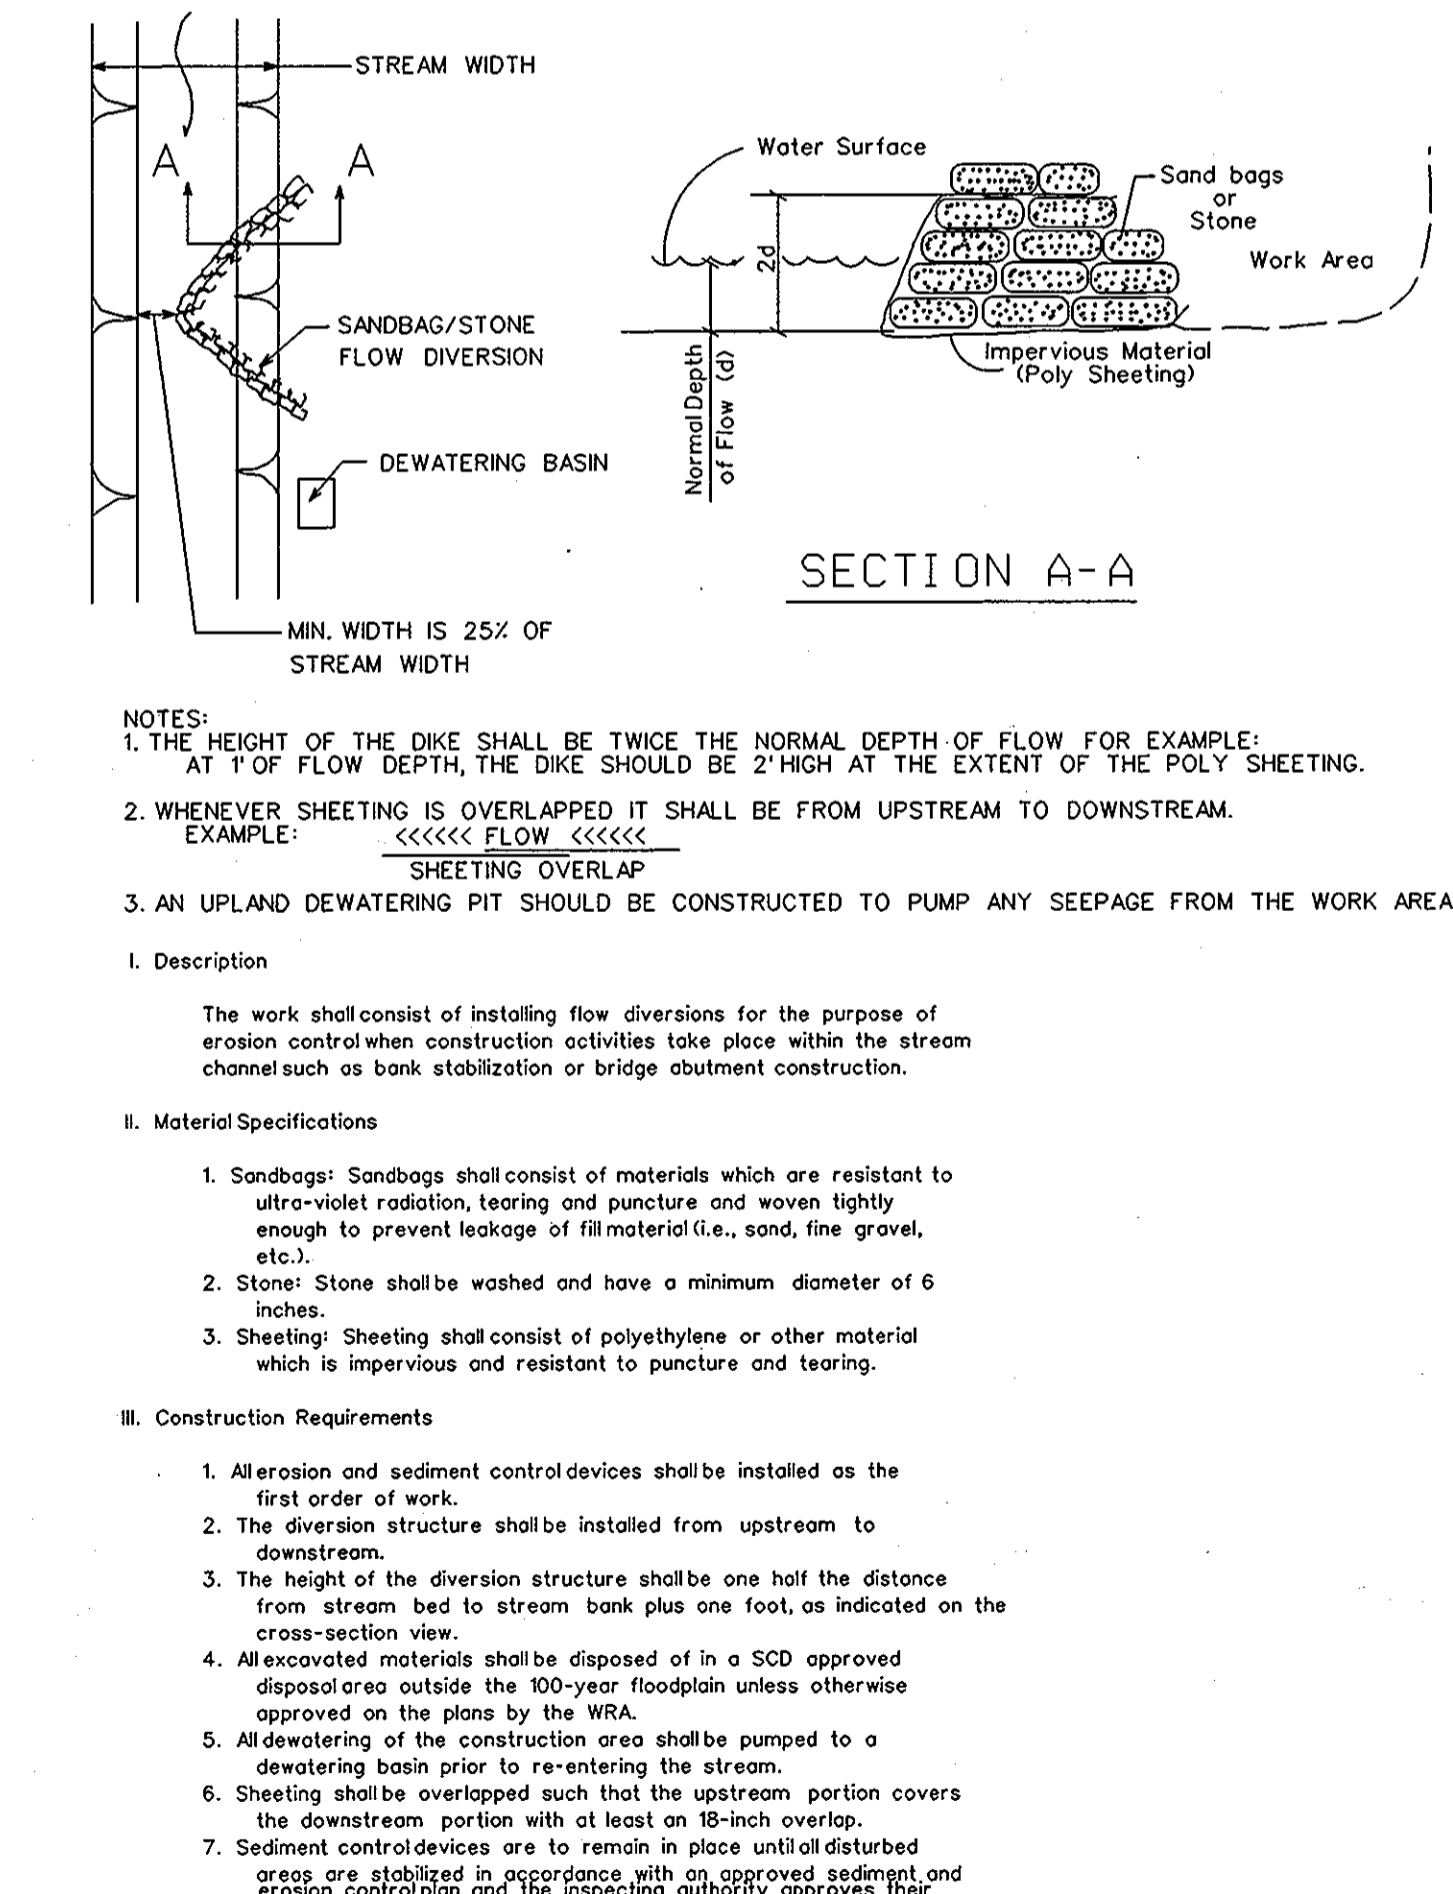 STREAM WIDTH
A A
SANDBAG/STONE
FLOW DIVERSION
DEWATERING BASIN
MIN. WIDTH IS 25% OF
STREAM WIDTH
Water Surface
Sand bags
or
Stone
Work Area
2d
Normal Depth
of Flow (d)
Impervious Material
(Poly Sheeting)
SECTION A-A
NOTES:
1. THE HEIGHT OF THE DIKE SHALL BE TWICE THE NORMAL DEPTH OF FLOW FOR EXAMPLE:
AT 1' OF FLOW DEPTH, THE DIKE SHOULD BE 2' HIGH AT THE EXTENT OF THE POLY SHEETING.
2. WHENEVER SHEETING IS OVERLAPPED IT SHALL BE FROM UPSTREAM TO DOWNSTREAM.
EXAMPLE: <<<<<< FLOW <<<<<<
SHEETING OVERLAP
3. AN UPLAND DEWATERING PIT SHOULD BE CONSTRUCTED TO PUMP ANY SEEPAGE FROM THE WORK AREA
I. Description
The work shall consist of installing flow diversions for the purpose of
erosion control when construction activities take place within the stream
channel such as bank stabilization or bridge abutment construction.
II. Material Specifications
1. Sandbags: Sandbags shall consist of materials which are resistant to
ultra-violet radiation, tearing and puncture and woven tightly
enough to prevent leakage of fill material (i.e., sand, fine gravel,
etc.).
2. Stone: Stone shall be washed and have a minimum diameter of 6
inches.
3. Sheeting: Sheeting shall consist of polyethylene or other material
which is impervious and resistant to puncture and tearing.
III. Construction Requirements
1. All erosion and sediment control devices shall be installed as the
first order of work.
2. The diversion structure shall be installed from upstream to
downstream.
3. The height of the diversion structure shall be one half the distance
from stream bed to stream bank plus one foot, as indicated on the
cross-section view.
4. All excavated materials shall be disposed of in a SCD approved
disposal area outside the 100-year floodplain unless otherwise
approved on the plans by the WRA.
5. All dewatering of the construction area shall be pumped to a
dewatering basin prior to re-entering the stream.
6. Sheeting shall be overlapped such that the upstream portion covers
the downstream portion with at least an 18-inch overlap.
7. Sediment control devices are to remain in place until all disturbed
areas are stabilized in accordance with an approved sediment and
erosion control plan and the inspecting authority approves their